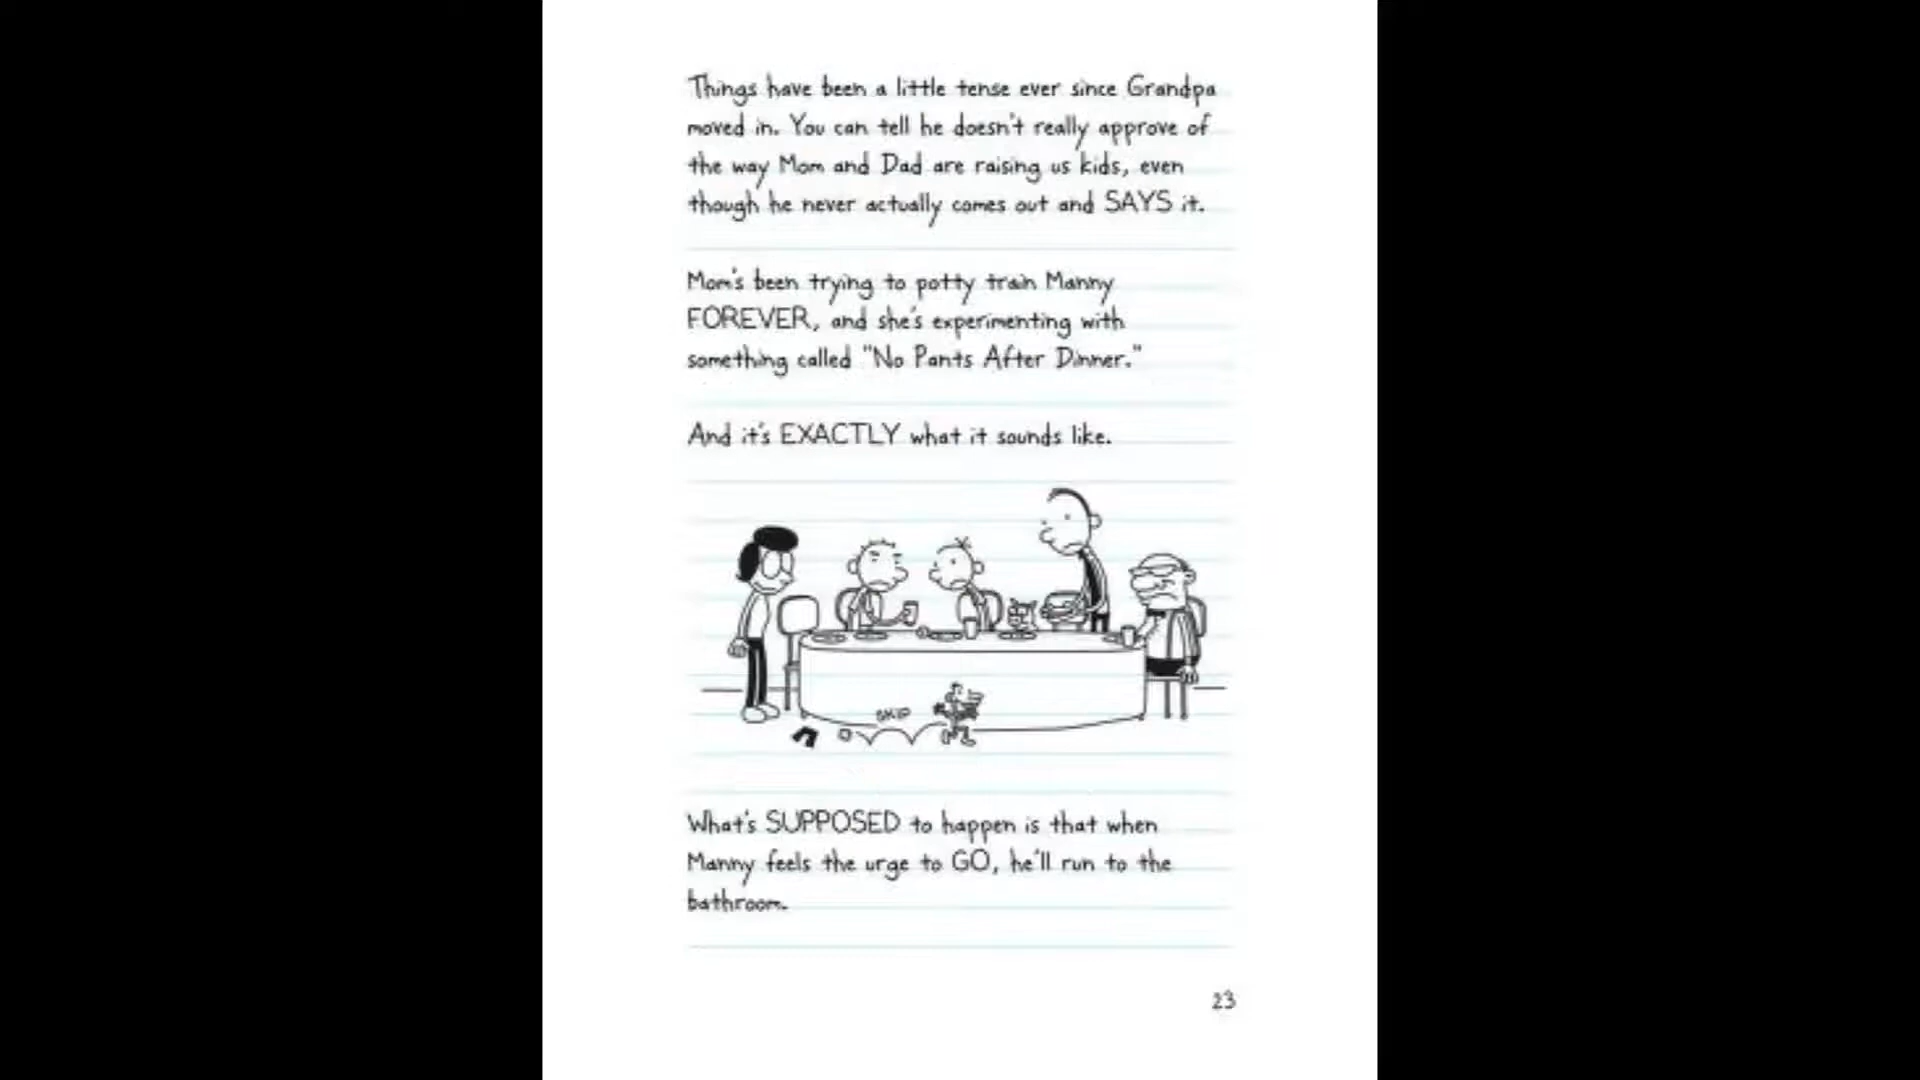 Things have been a little tense ever since Grandpa
moved in. You can tell he doesn't really approve of
the way Mom and Dad are raising us kids, even
though he never actually comes out and SAYS it.
Mom's been trying to potty train Manny
FOREVER, and she's experimenting with
something called "No Pants After Dinner."
And it's EXACTLY what it sounds like.
SKIP
What's SUPPOSED to happen is that when
Manny feels the urge to GO, he'll run to the
bathroom.
23